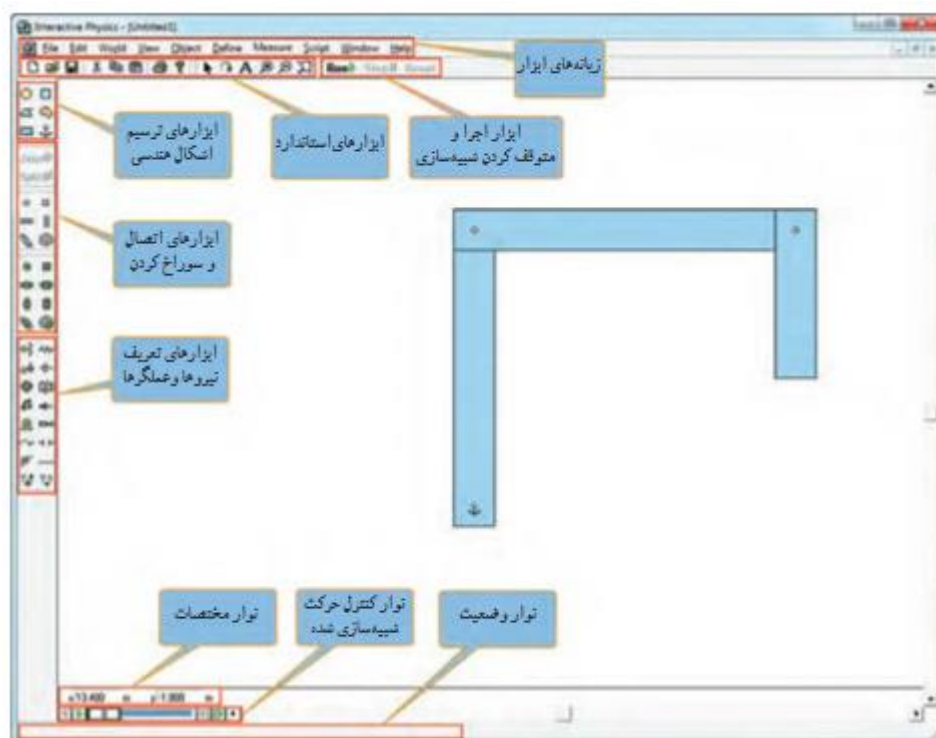 Interactive Physics - [Untitled1]
File Edit World View Object Define Measure Script Window Help
Run Stop Reset
زبانه‌های ابزار
ابزارهای ترسیم
اشکال هندسی
ابزارهای استاندارد
ابزار اجرا و
متوقف کردن شبیه‌سازی
ابزارهای اتصال
و سوراخ کردن
ابزارهای تعریف
نیروها و عملگرها
نوار مختصات
نوار کنترل حرکت
شبیه‌سازی شده
نوار وضعیت